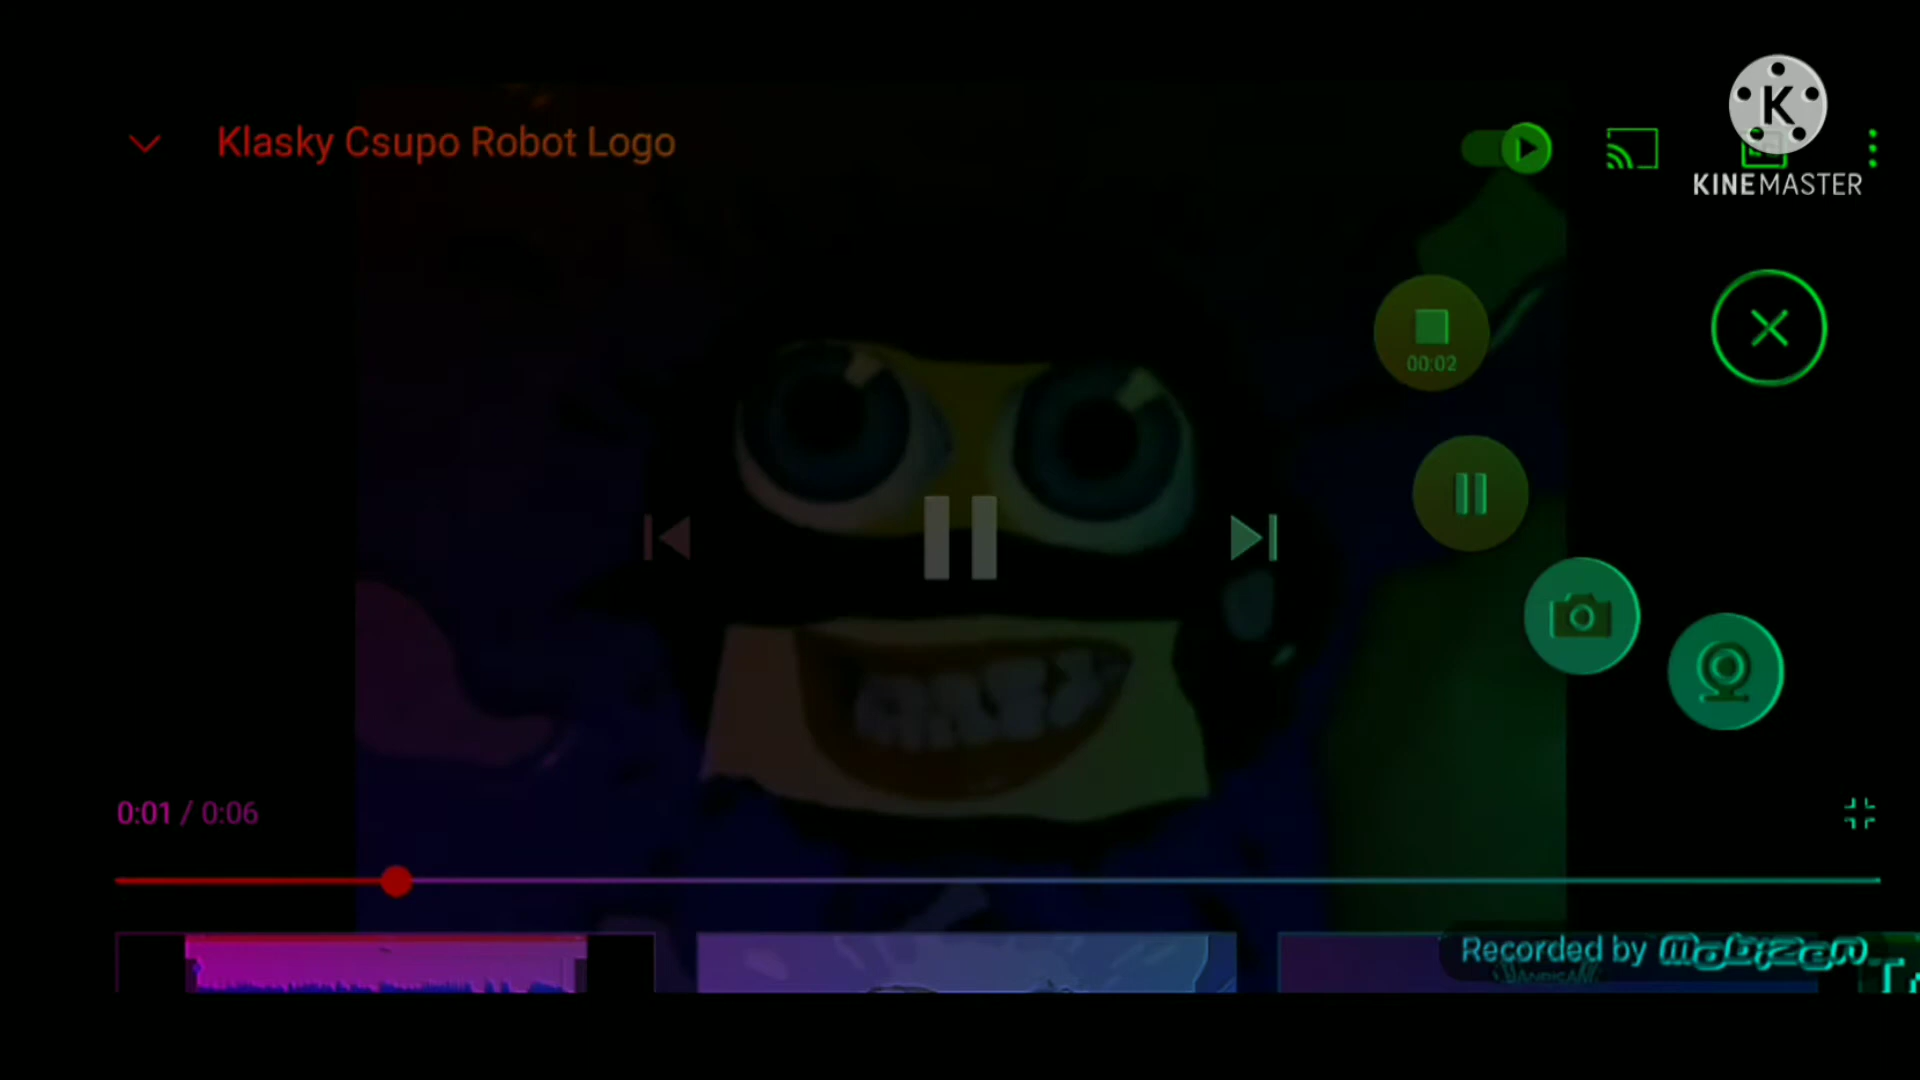 Klasky Csupo Robot Logo
K
KINEMASTER
00:02
0:01 / 0:06
Recorded by Mobizen